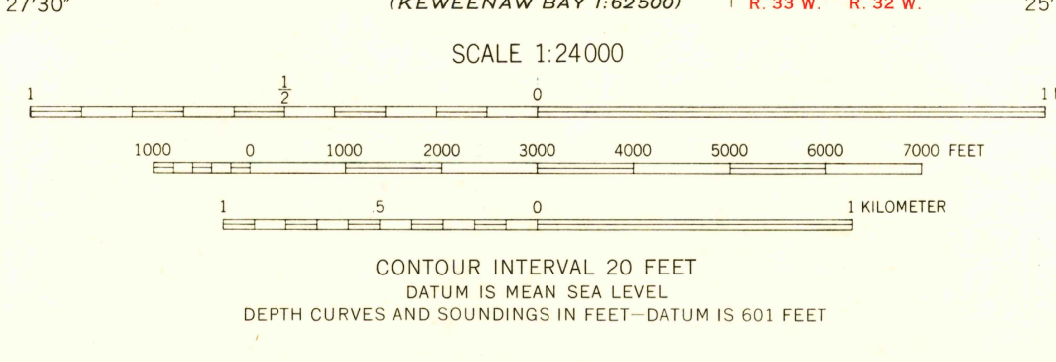 27'30" (KEWEENAW BAY 1:62500) R. 33 W. R. 32 W. 25'
SCALE 1:24000
1 1/2 0 1
1000 0 1000 2000 3000 4000 5000 6000 7000 FEET
1 .5 0 1 KILOMETER
CONTOUR INTERVAL 20 FEET
DATUM IS MEAN SEA LEVEL
DEPTH CURVES AND SOUNDINGS IN FEET—DATUM IS 601 FEET